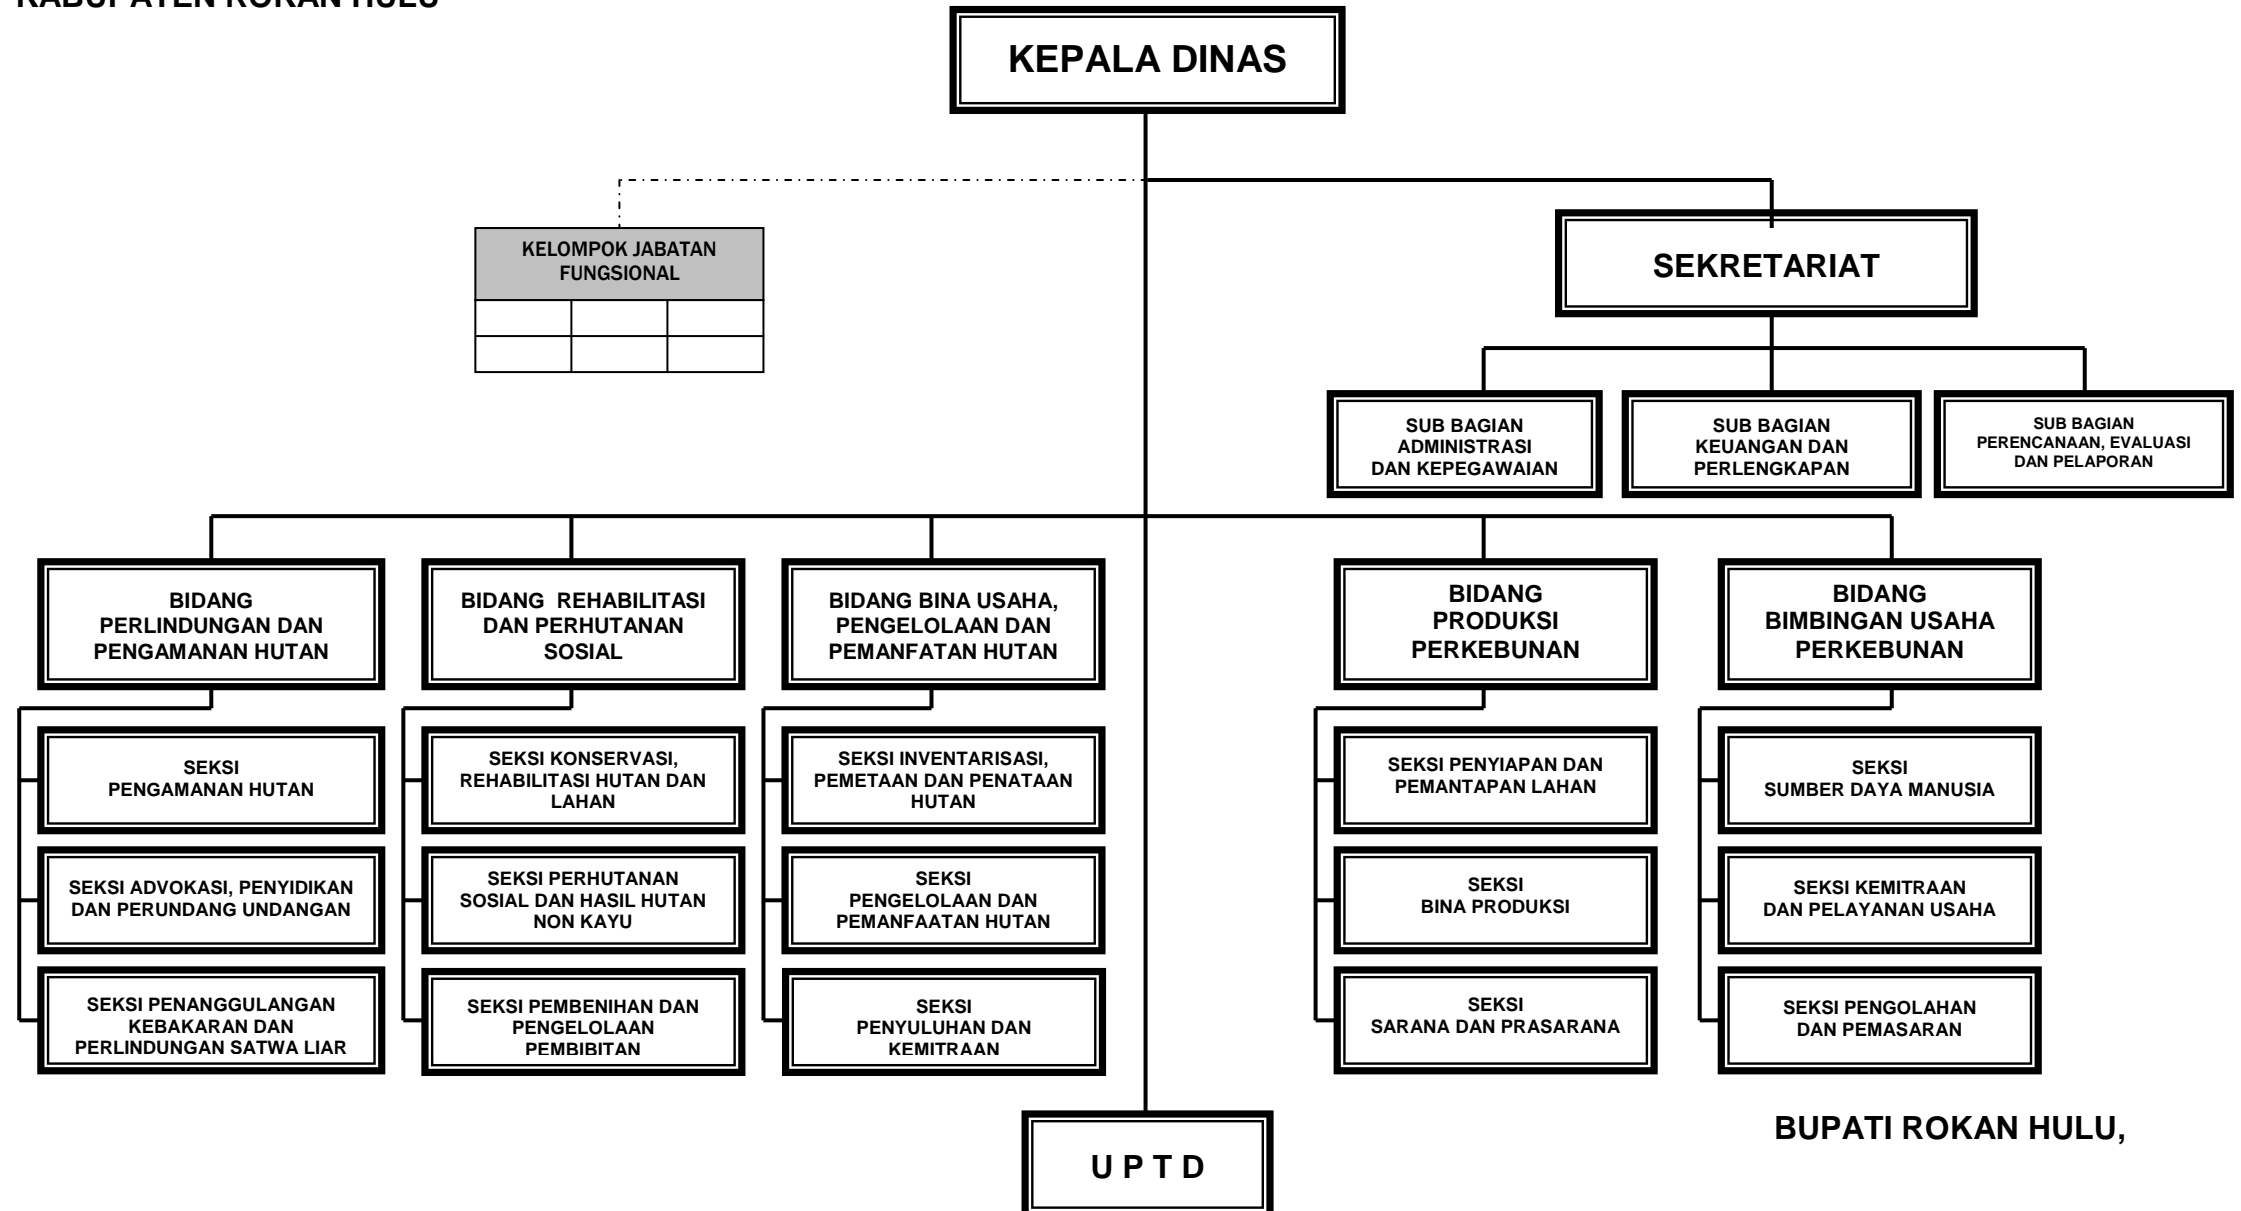 KABUPATEN ROKAN HULU
KEPALA DINAS
KELOMPOK JABATAN
FUNGSIONAL
SEKRETARIAT
SUB BAGIAN
ADMINISTRASI
DAN KEPEGAWAIAN
SUB BAGIAN
KEUANGAN DAN
PERLENGKAPAN
SUB BAGIAN
PERENCANAAN, EVALUASI
DAN PELAPORAN
BIDANG
PERLINDUNGAN DAN
PENGAMANAN HUTAN
BIDANG REHABILITASI
DAN PERHUTANAN
SOSIAL
BIDANG BINA USAHA,
PENGELOLAAN DAN
PEMANFATAN HUTAN
BIDANG
PRODUKSI
PERKEBUNAN
BIDANG
BIMBINGAN USAHA
PERKEBUNAN
SEKSI
PENGAMANAN HUTAN
SEKSI KONSERVASI,
REHABILITASI HUTAN DAN
LAHAN
SEKSI INVENTARISASI,
PEMETAAN DAN PENATAAN
HUTAN
SEKSI PENYIAPAN DAN
PEMANTAPAN LAHAN
SEKSI
SUMBER DAYA MANUSIA
SEKSI ADVOKASI, PENYIDIKAN
DAN PERUNDANG UNDANGAN
SEKSI PERHUTANAN
SOSIAL DAN HASIL HUTAN
NON KAYU
SEKSI
PENGELOLAAN DAN
PEMANFAATAN HUTAN
SEKSI
BINA PRODUKSI
SEKSI KEMITRAAN
DAN PELAYANAN USAHA
SEKSI PENANGGULANGAN
KEBAKARAN DAN
PERLINDUNGAN SATWA LIAR
SEKSI PEMBENIHAN DAN
PENGELOLAAN
PEMBIBITAN
SEKSI
PENYULUHAN DAN
KEMITRAAN
SEKSI
SARANA DAN PRASARANA
SEKSI PENGOLAHAN
DAN PEMASARAN
BUPATI ROKAN HULU,
U P T D